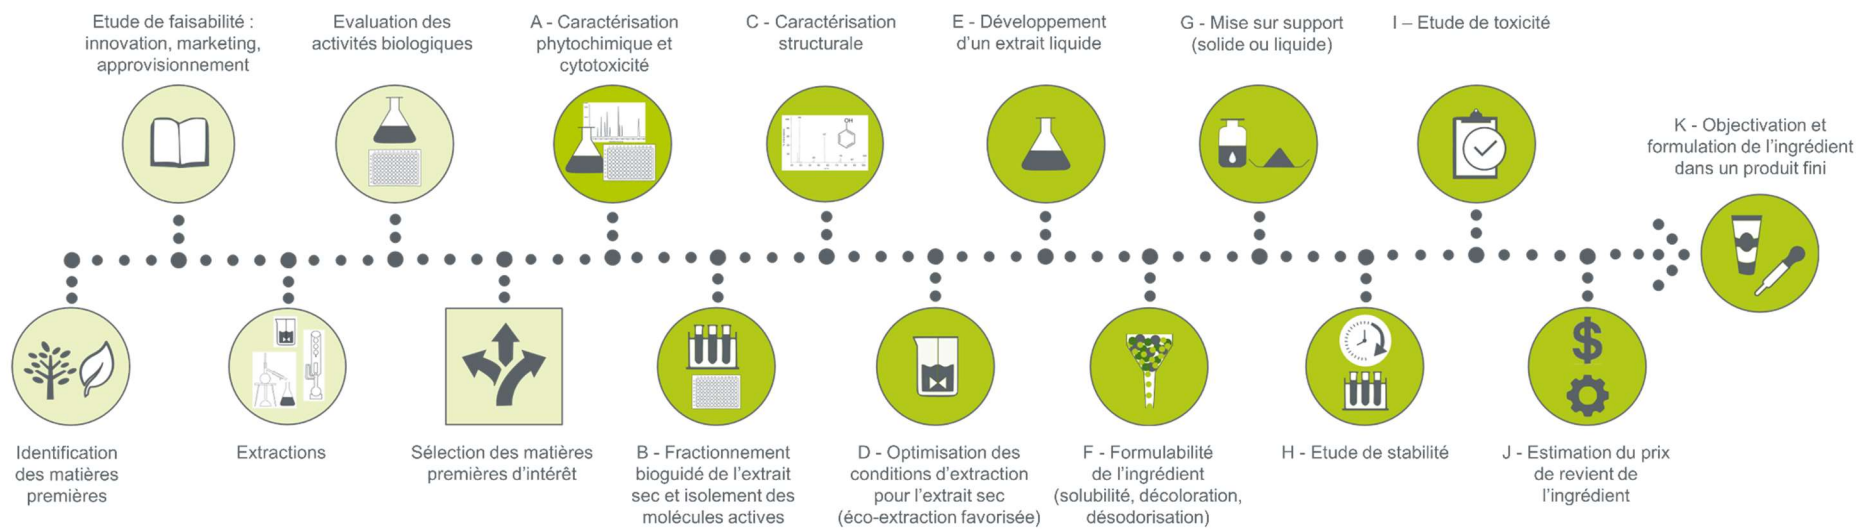 Etude de faisabilité :
innovation, marketing,
approvisionnement
Evaluation des
activités biologiques
A - Caractérisation
phytochimique et
cytotoxicité
C - Caractérisation
structurale
E - Développement
d'un extrait liquide
G - Mise sur support
(solide ou liquide)
I – Etude de toxicité
K - Objectivation et
formulation de l'ingrédient
dans un produit fini
OH
$
Identification
des matières
premières
Extractions
Sélection des matières
premières d'intérêt
B - Fractionnement
bioguidé de l'extrait
sec et isolement des
molécules actives
D - Optimisation des
conditions d'extraction
pour l'extrait sec
(éco-extraction favorisée)
F - Formulabilité
de l'ingrédient
(solubilité, décoloration,
désodorisation)
H - Etude de stabilité
J - Estimation du prix
de revient de
l'ingrédient